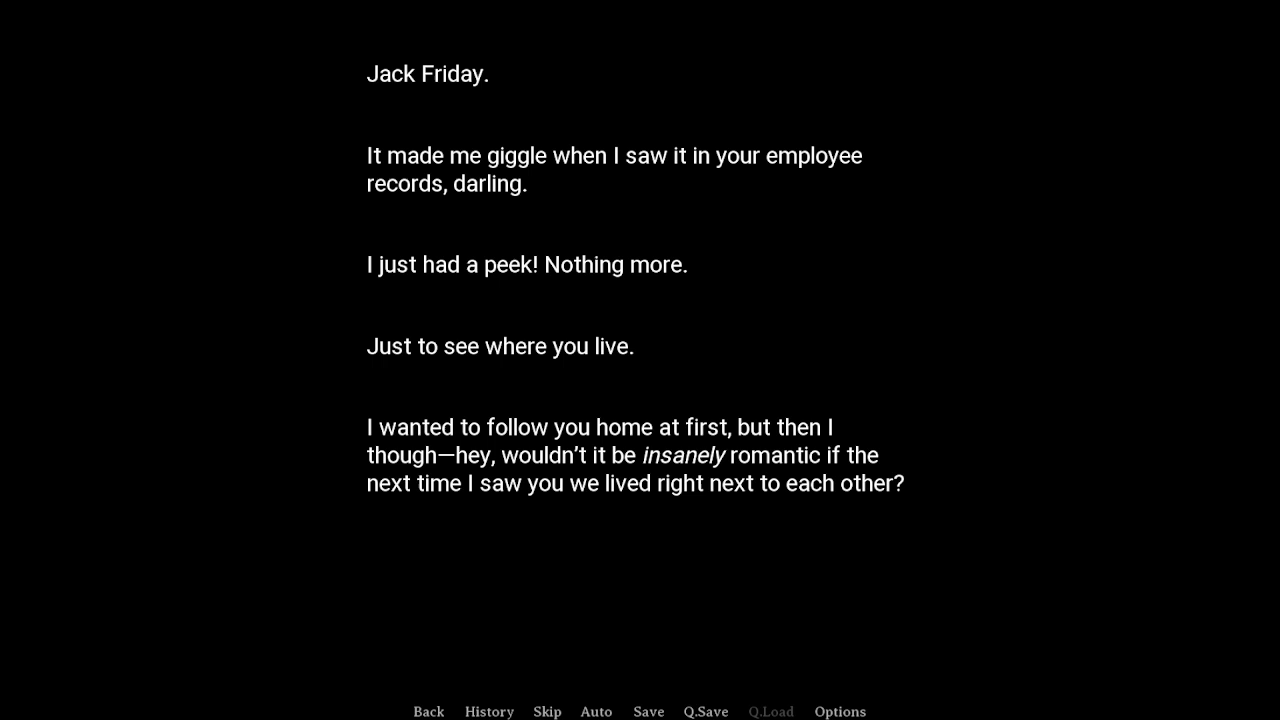 Jack Friday.
It made me giggle when I saw it in your employee
records, darling.
I just had a peek! Nothing more.
Just to see where you live.
I wanted to follow you home at first, but then I
though—hey, wouldn’t it be insanely romantic if the
next time I saw you we lived right next to each other?
Back History Skip Auto Save Q.Save Q.Load Options